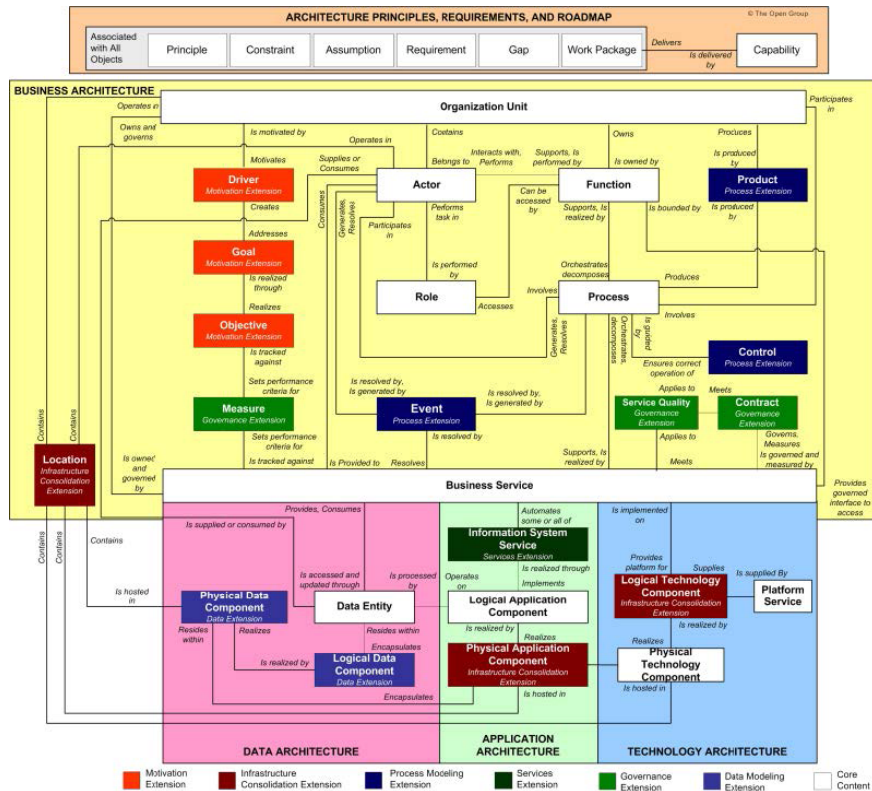 ARCHITECTURE PRINCIPLES, REQUIREMENTS, AND ROADMAP
© The Open Group
Associated
with All
Objects
Principle
Constraint
Assumption
Requirement
Gap
Work Package
Delivers
Is delivered
by
Capability
BUSINESS ARCHITECTURE
Operates in
Organization Unit
Participates
in
Owns and
governs
Is motivated by
Operates in
Contains
Interacts with,
Performs
Supports, Is
performed by
Owns
Produces
Motivates
Supplies or
Consumes
Belongs to
Is owned by
Is produced
by
Driver
Motivation Extension
Actor
Function
Product
Process Extension
Creates
Consumes
Generates,
Resolves
Participates
in
Performs
task in
Can be
accessed
by
Supports, Is
realized by
Is bounded by
Is produced
by
Addresses
Goal
Motivation Extension
Is realized
through
Is performed
by
Orchestrates
decomposes
Produces
Realizes
Role
Accesses
Involves
Process
Involves
Objective
Motivation Extension
Generates,
Resolves
Orchestrates,
decomposes
Is guided
by
Is tracked
against
Control
Process Extension
Ensures correct
operation of
Sets performance
criteria for
Is resolved by,
Is generated by
Is resolved by,
Is generated by
Applies to
Meets
Measure
Governance Extension
Event
Process Extension
Service Quality
Governance
Extension
Contract
Governance
Extension
Contains
Contains
Sets performance
criteria for
Is resolved by
Applies to
Governs,
Measures
Location
Infrastructure
Consolidation
Extension
Is owned
and
governed
by
Is tracked against
Is Provided to
Resolves
Supports, Is
realized by
Meets
Is governed and
measured by
Business Service
Provides
governed
interface to
access
Contains
Contains
Contains
Provides, Consumes
Is supplied or consumed by
Automates
some or all of
Is implemented
on
Information System
Service
Services Extension
Is realized through
Is accessed and
updated through
Is processed
by
Operates
on
Implements
Provides
platform for
Supplies
Is supplied By
Is hosted
in
Physical Data
Component
Data Extension
Data Entity
Logical Application
Component
Logical Technology
Component
Infrastructure Consolidation
Extension
Platform
Service
Resides
within
Realizes
Resides within
Is realized by
Realizes
Is realized by
Realizes
Encapsulates
Is realized by
Logical Data
Component
Data Extension
Physical Application
Component
Infrastructure Consolidation
Extension
Physical
Technology
Component
Encapsulates
Is hosted in
Is hosted in
DATA ARCHITECTURE
APPLICATION
ARCHITECTURE
TECHNOLOGY ARCHITECTURE
Motivation
Extension
Infrastructure
Consolidation Extension
Process Modeling
Extension
Services
Extension
Governance
Extension
Data Modeling
Extension
Core
Content